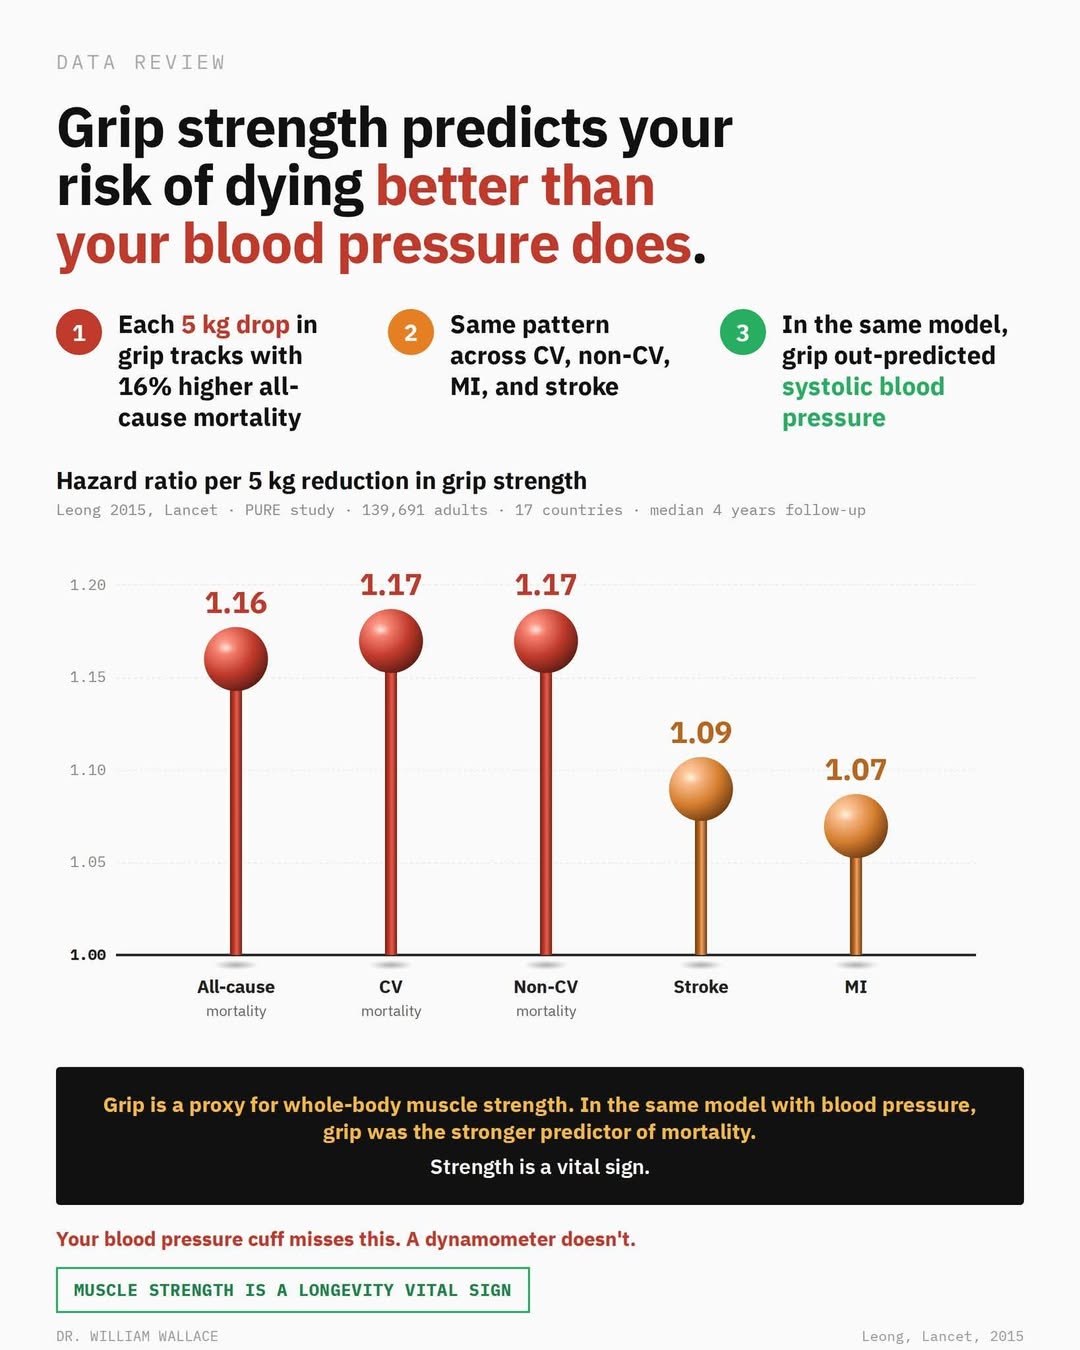 DATA REVIEW
Grip strength predicts your
risk of dying better than
your blood pressure does.
1
Each 5 kg drop in
grip tracks with
16% higher all-
cause mortality
2
Same pattern
across CV, non-CV,
MI, and stroke
3
In the same model,
grip out-predicted
systolic blood
pressure
Hazard ratio per 5 kg reduction in grip strength
Leong 2015, Lancet · PURE study · 139,691 adults · 17 countries · median 4 years follow-up
1.20
1.15
1.10
1.05
1.00
1.16
1.17
1.17
1.09
1.07
All-cause
mortality
CV
mortality
Non-CV
mortality
Stroke
MI
Grip is a proxy for whole-body muscle strength. In the same model with blood pressure,
grip was the stronger predictor of mortality.
Strength is a vital sign.
Your blood pressure cuff misses this. A dynamometer doesn't.
MUSCLE STRENGTH IS A LONGEVITY VITAL SIGN
DR. WILLIAM WALLACE
Leong, Lancet, 2015